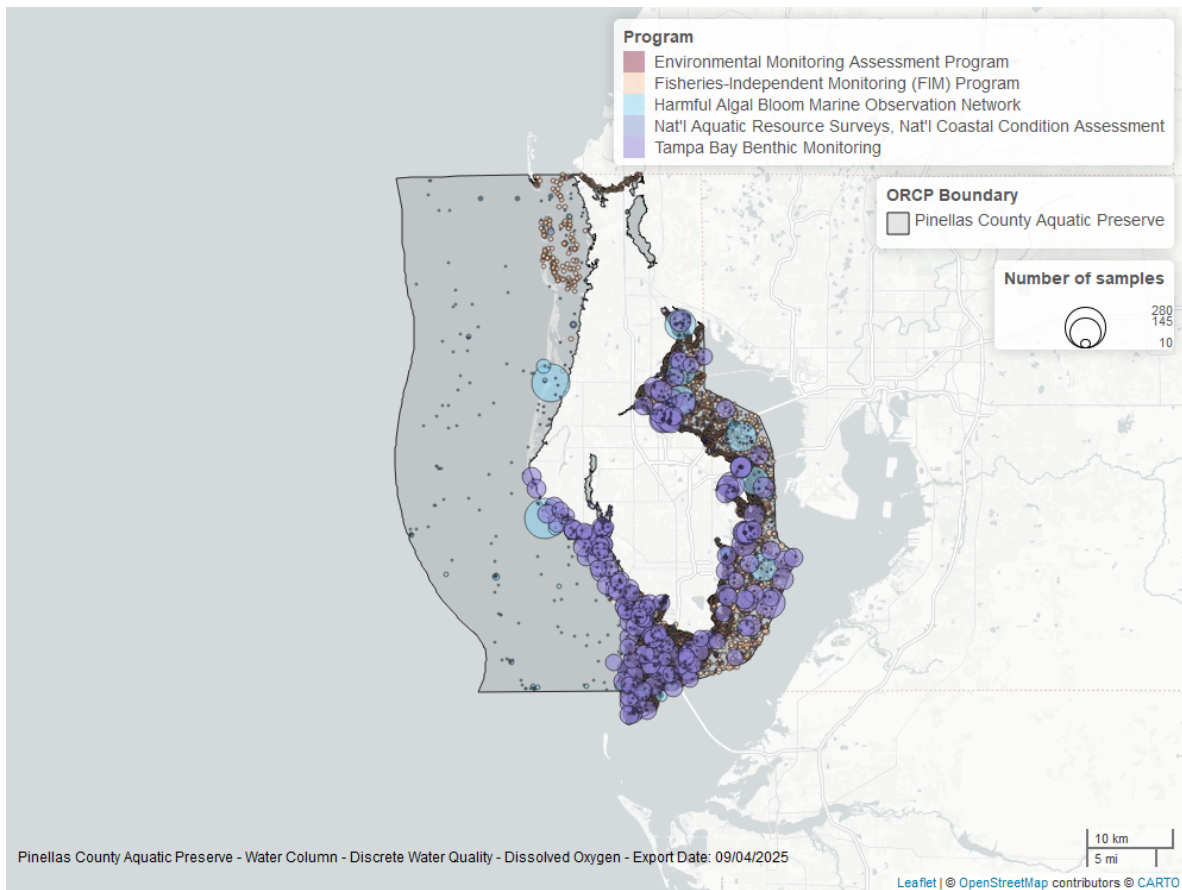 Program
Environmental Monitoring Assessment Program
Fisheries-Independent Monitoring (FIM) Program
Harmful Algal Bloom Marine Observation Network
Nat'l Aquatic Resource Surveys, Nat'l Coastal Condition Assessment
Tampa Bay Benthic Monitoring
ORCP Boundary
Pinellas County Aquatic Preserve
Number of samples
280
145
10
10 km
5 mi
Pinellas County Aquatic Preserve - Water Column - Discrete Water Quality - Dissolved Oxygen - Export Date: 09/04/2025
Leaflet | © OpenStreetMap contributors © CARTO